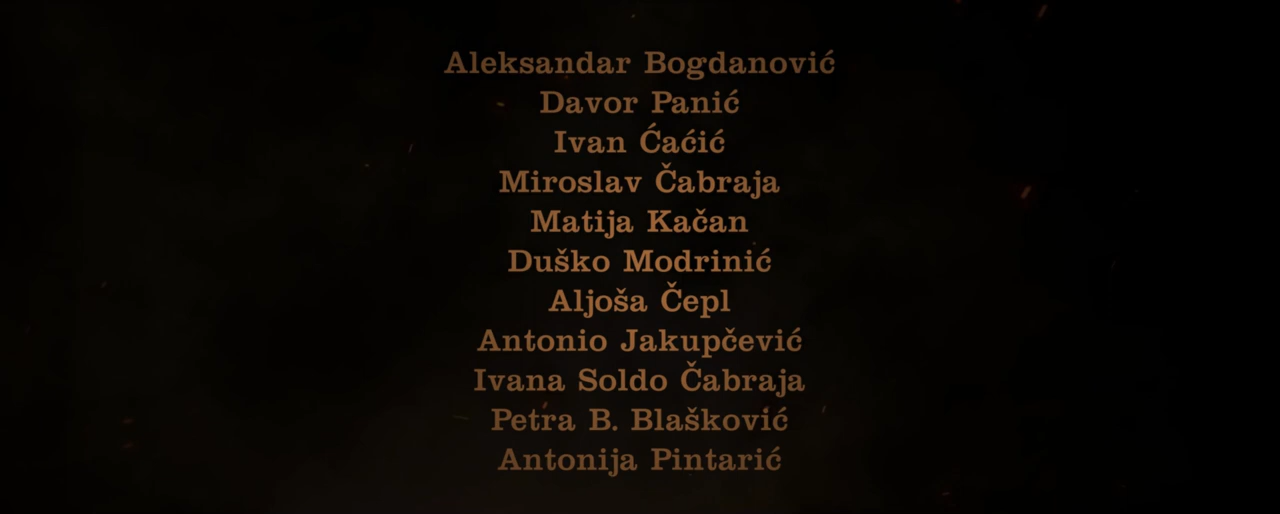 Aleksandar Bogdanović
Davor Panić
Ivan Ćaćić
Miroslav Čabraja
Matija Kačan
Duško Modrinić
Aljoša Čepl
Antonio Jakupčević
Ivana Soldo Čabraja
Petra B. Blašković
Antonija Pintarić